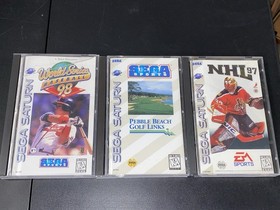 SEGA SATURN
World Series
BASEBALL
98
SEGA
SPORTS
SEGA SATURN
SEGA
SPORTS
PEBBLE BEACH
GOLF LINKS
SEGA SATURN
NHL 97
EA
SPORTS